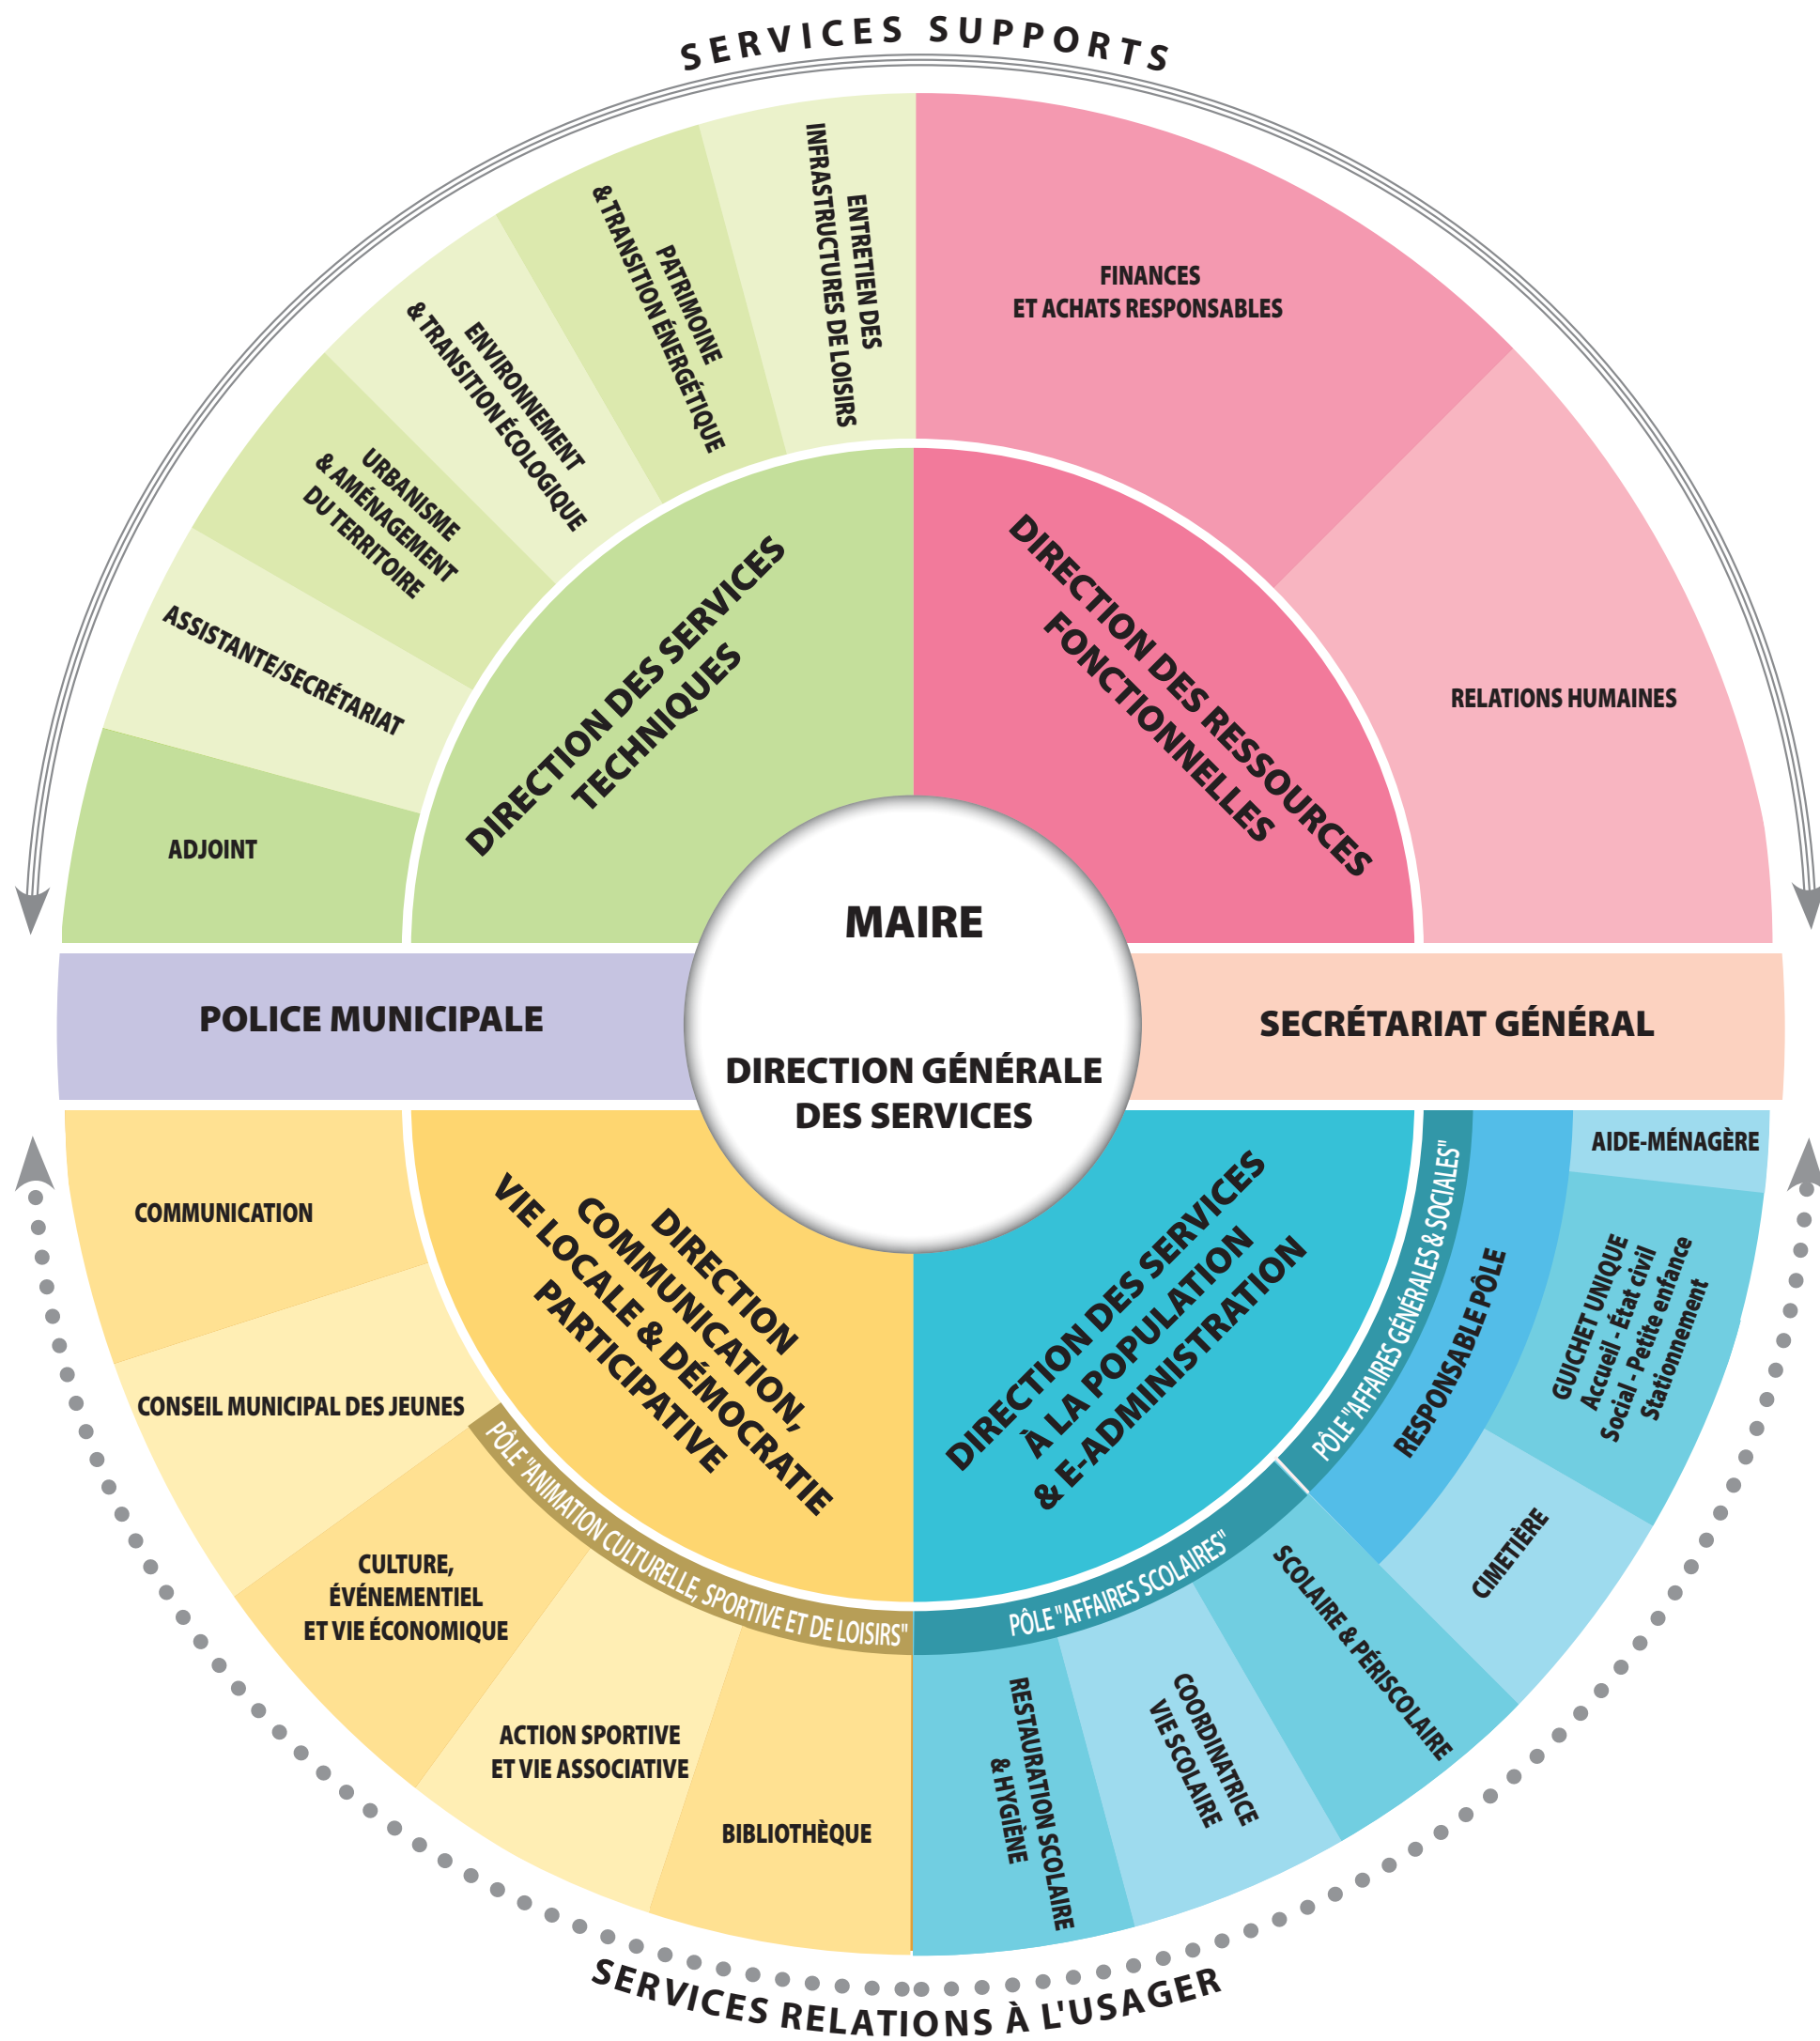 SERVICES SUPPORTS
ENTRETIEN DES
INFRASTRUCTURES DE LOISIRS
PATRIMOINE
& TRANSITION ÉNERGÉTIQUE
ENVIRONNEMENT
& TRANSITION ÉCOLOGIQUE
URBANISME
& AMÉNAGEMENT
DU TERRITOIRE
ASSISTANTE/SECRÉTARIAT
ADJOINT
DIRECTION DES SERVICES
TECHNIQUES
FINANCES
ET ACHATS RESPONSABLES
RELATIONS HUMAINES
DIRECTION DES RESSOURCES
FONCTIONNELLES
MAIRE
DIRECTION GÉNÉRALE
DES SERVICES
POLICE MUNICIPALE
SECRÉTARIAT GÉNÉRAL
COMMUNICATION
CONSEIL MUNICIPAL DES JEUNES
CULTURE,
ÉVÉNEMENTIEL
ET VIE ÉCONOMIQUE
ACTION SPORTIVE
ET VIE ASSOCIATIVE
BIBLIOTHÈQUE
DIRECTION
COMMUNICATION,
VIE LOCALE & DÉMOCRATIE
PARTICIPATIVE
PÔLE "ANIMATION CULTURELLE, SPORTIVE ET DE LOISIRS"
DIRECTION DES SERVICES
À LA POPULATION
& E-ADMINISTRATION
PÔLE "AFFAIRES GÉNÉRALES & SOCIALES"
RESPONSABLE PÔLE
AIDE-MÉNAGÈRE
GUICHET UNIQUE
Accueil - État civil
Social - Petite enfance
Stationnement
CIMETIÈRE
PÔLE "AFFAIRES SCOLAIRES"
SCOLAIRE & PÉRISCOLAIRE
COORDINATRICE
VIE SCOLAIRE
RESTAURATION SCOLAIRE
& HYGIÈNE
SERVICES RELATIONS À L'USAGER